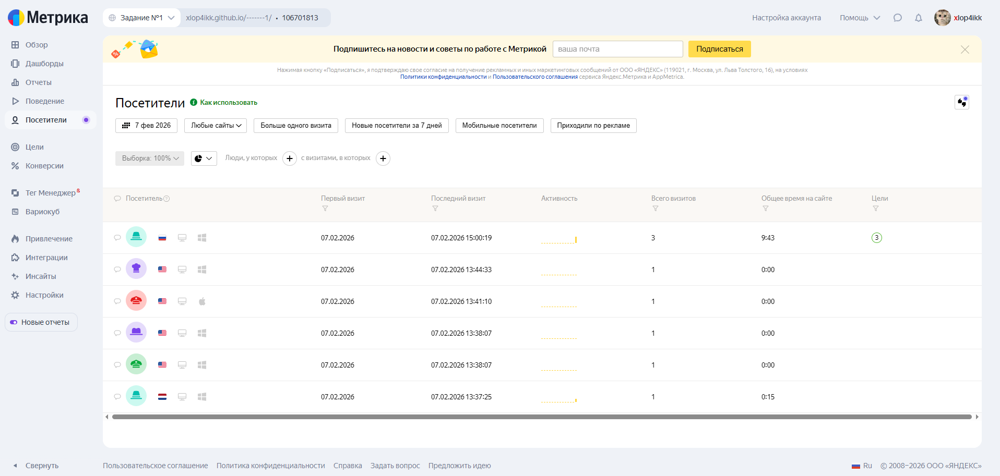 Метрика
Задание №1
xlop4ikk.github.io/-------1/ • 106701813
Настройка аккаунта
Помощь
xlop4ikk
Обзор
Дашборды
Отчеты
Поведение
Посетители
Цели
Конверсии
Тег Менеджер ß
Вариокуб
Привлечение
Интеграции
Инсайты
Настройки
Новые отчеты
Свернуть
Подпишитесь на новости и советы по работе с Метрикой
ваша почта
Подписаться
Нажимая кнопку «Подписаться», я подтверждаю свое согласие на получение рекламных и иных маркетинговых сообщений от ООО «ЯНДЕКС» (119021, г. Москва, ул. Льва Толстого, 16), на условиях
Политики конфиденциальности и Пользовательского соглашения сервиса Яндекс.Метрика и AppMetrica.
Посетители
Как использовать
7 фев 2026
Любые сайты
Больше одного визита
Новые посетители за 7 дней
Мобильные посетители
Приходили по рекламе
Выборка: 100%
Люди, у которых + с визитами, в которых +
Посетитель ? Первый визит Последний визит Активность Всего визитов Общее время на сайте Цели
07.02.2026 07.02.2026 15:00:19 3 9:43 3
07.02.2026 07.02.2026 13:44:33 1 0:00
07.02.2026 07.02.2026 13:41:10 1 0:00
07.02.2026 07.02.2026 13:38:07 1 0:00
07.02.2026 07.02.2026 13:38:07 1 0:00
07.02.2026 07.02.2026 13:37:25 1 0:15
Пользовательское соглашение
Политика конфиденциальности
Справка
Задать вопрос
Предложить идею
Ru
© 2008–2026 ООО «ЯНДЕКС»